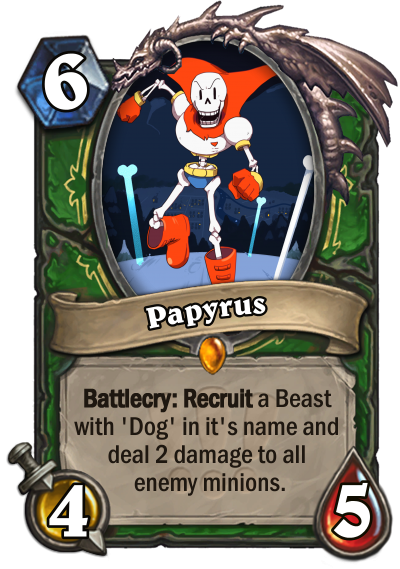 6
Papyrus
Battlecry: Recruit a Beast
with 'Dog' in it's name and
deal 2 damage to all
enemy minions.
4 5